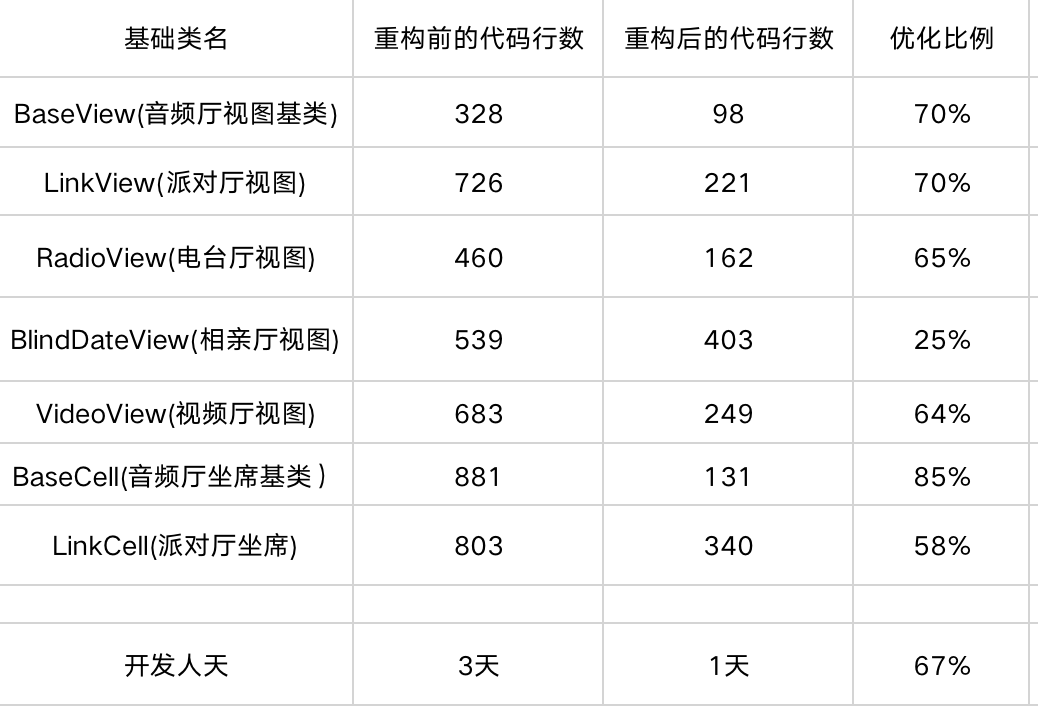 基础类名 重构前的代码行数 重构后的代码行数 优化比例
BaseView(音频厅视图基类) 328 98 70%
LinkView(派对厅视图) 726 221 70%
RadioView(电台厅视图) 460 162 65%
BlindDateView(相亲厅视图) 539 403 25%
VideoView(视频厅视图) 683 249 64%
BaseCell(音频厅坐席基类） 881 131 85%
LinkCell(派对厅坐席) 803 340 58%
开发人天 3天 1天 67%